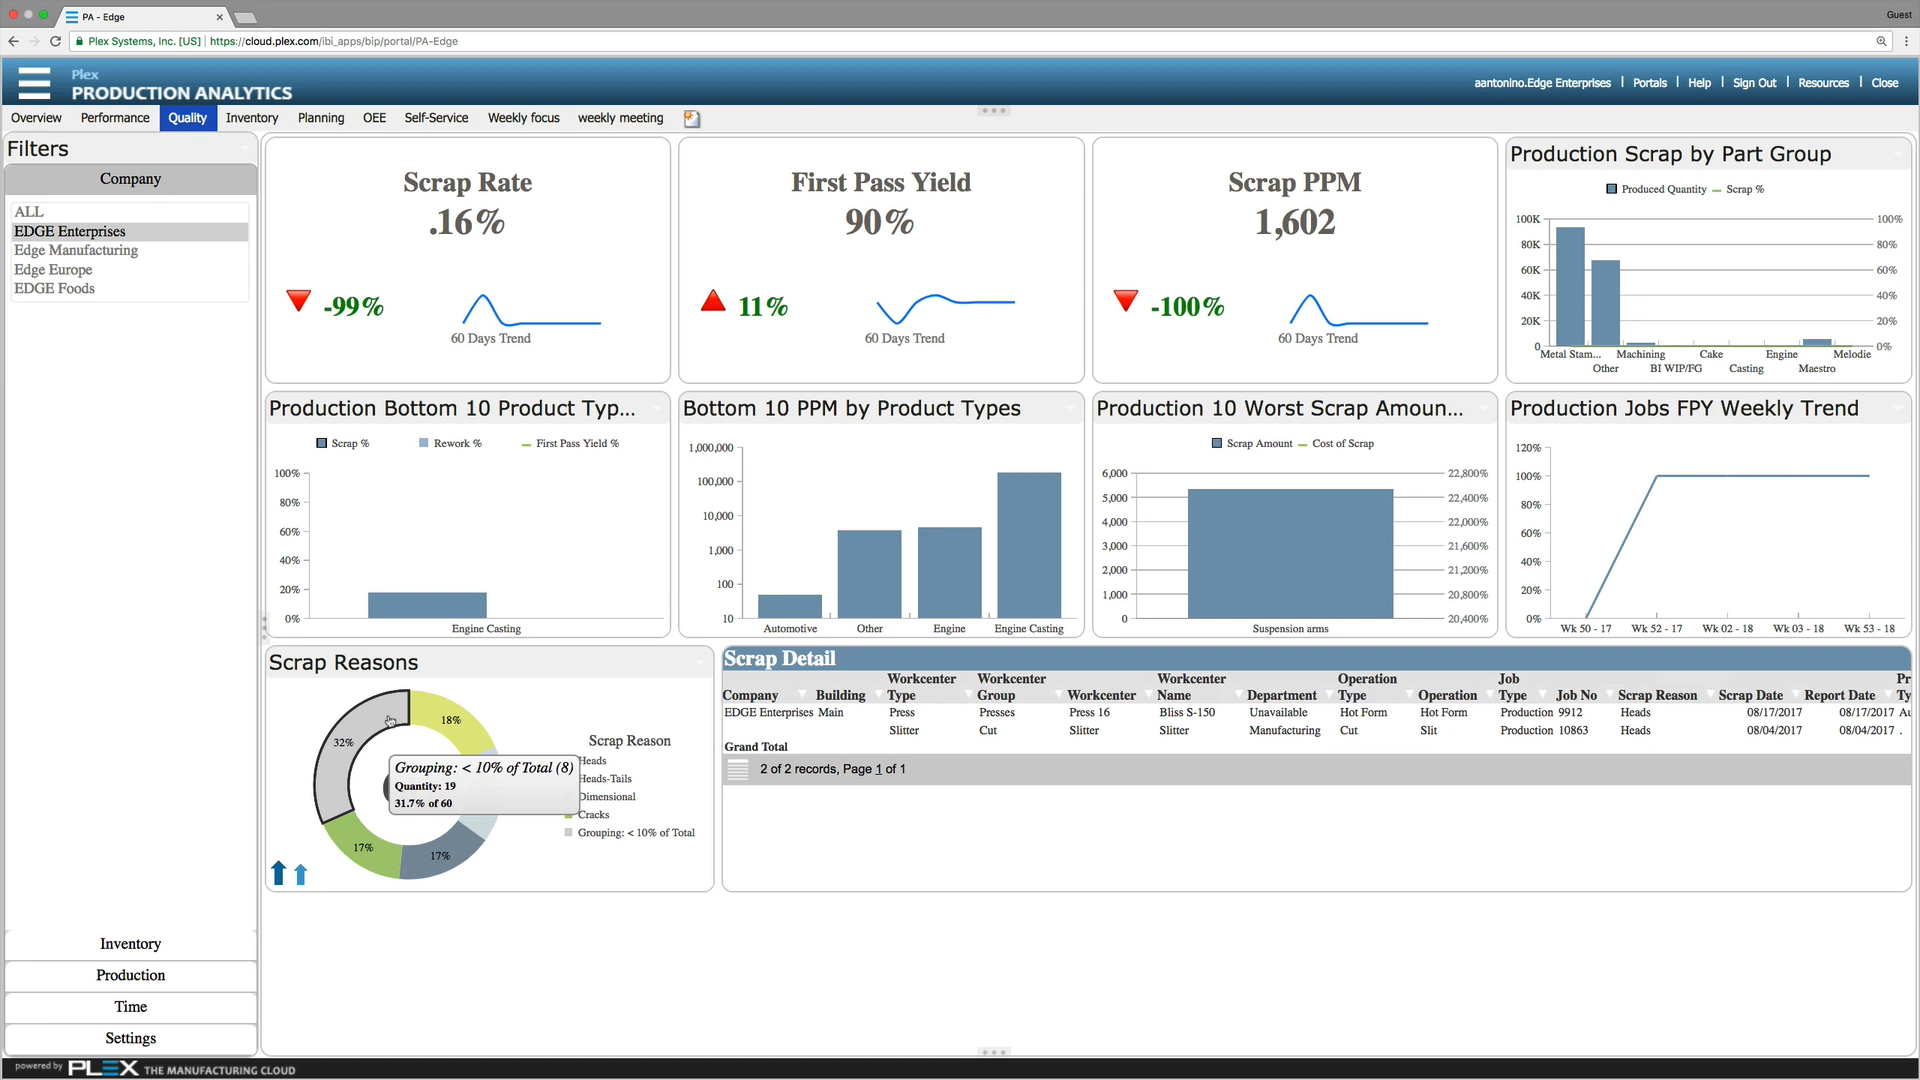 PA - Edge
Guest
Plex Systems, Inc. [US] | https://cloud.plex.com/ibi_apps/bip/portal/PA-Edge
Plex
PRODUCTION ANALYTICS
aantonino.Edge Enterprises | Portals | Help | Sign Out | Resources | Close
Overview Performance Quality Inventory Planning OEE Self-Service Weekly focus weekly meeting
Filters
Company
ALL
EDGE Enterprises
Edge Manufacturing
Edge Europe
EDGE Foods
Inventory
Production
Time
Settings
Scrap Rate
.16%
-99%
60 Days Trend
First Pass Yield
90%
11%
60 Days Trend
Scrap PPM
1,602
-100%
60 Days Trend
Production Scrap by Part Group
Produced Quantity Scrap %
100K 100%
80K 80%
60K 60%
40K 40%
20K 20%
0 0%
Metal Stam... Machining Cake Engine Melodie
Other BI WIP/FG Casting Maestro
Production Bottom 10 Product Typ...
Scrap % Rework % First Pass Yield %
100%
80%
60%
40%
20%
0%
Engine Casting
Bottom 10 PPM by Product Types
1,000,000
100,000
10,000
1,000
100
10
Automotive Other Engine Engine Casting
Production 10 Worst Scrap Amoun...
Scrap Amount Cost of Scrap
6,000 22,800%
5,000 22,400%
4,000 22,000%
3,000 21,600%
2,000 21,200%
1,000 20,800%
0 20,400%
Suspension arms
Production Jobs FPY Weekly Trend
120%
100%
80%
60%
40%
20%
0%
Wk 50 - 17 Wk 52 - 17 Wk 02 - 18 Wk 03 - 18 Wk 53 - 18
Scrap Reasons
18%
32%
17%
17%
Grouping: < 10% of Total (8)
Quantity: 19
31.7% of 60
Scrap Reason
Heads
Heads-Tails
Dimensional
Cracks
Grouping: < 10% of Total
Scrap Detail
Company Building Workcenter Type Workcenter Group Workcenter Workcenter Name Department Operation Type Operation Job Type Job No Scrap Reason Scrap Date Report Date Pr Ty
EDGE Enterprises Main Press Presses Press 16 Bliss S-150 Unavailable Hot Form Hot Form Production 9912 Heads 08/17/2017 08/17/2017 Au
Slitter Cut Slitter Slitter Manufacturing Cut Slit Production 10863 Heads 08/04/2017 08/04/2017 .
Grand Total
2 of 2 records, Page 1 of 1
powered by PLEX THE MANUFACTURING CLOUD